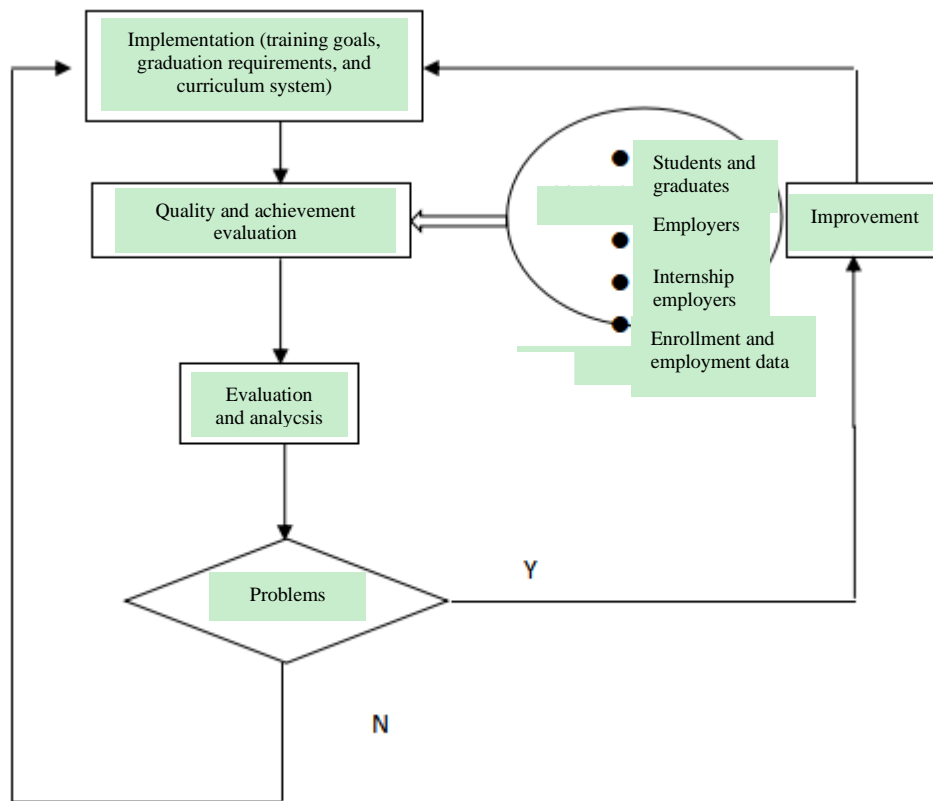 Implementation (training goals,
graduation requirements, and
curriculum system)
Quality and achievement
evaluation
Students and
graduates
Employers
Internship
employers
Enrollment and
employment data
Improvement
Evaluation
and analycsis
Problems
Y
N